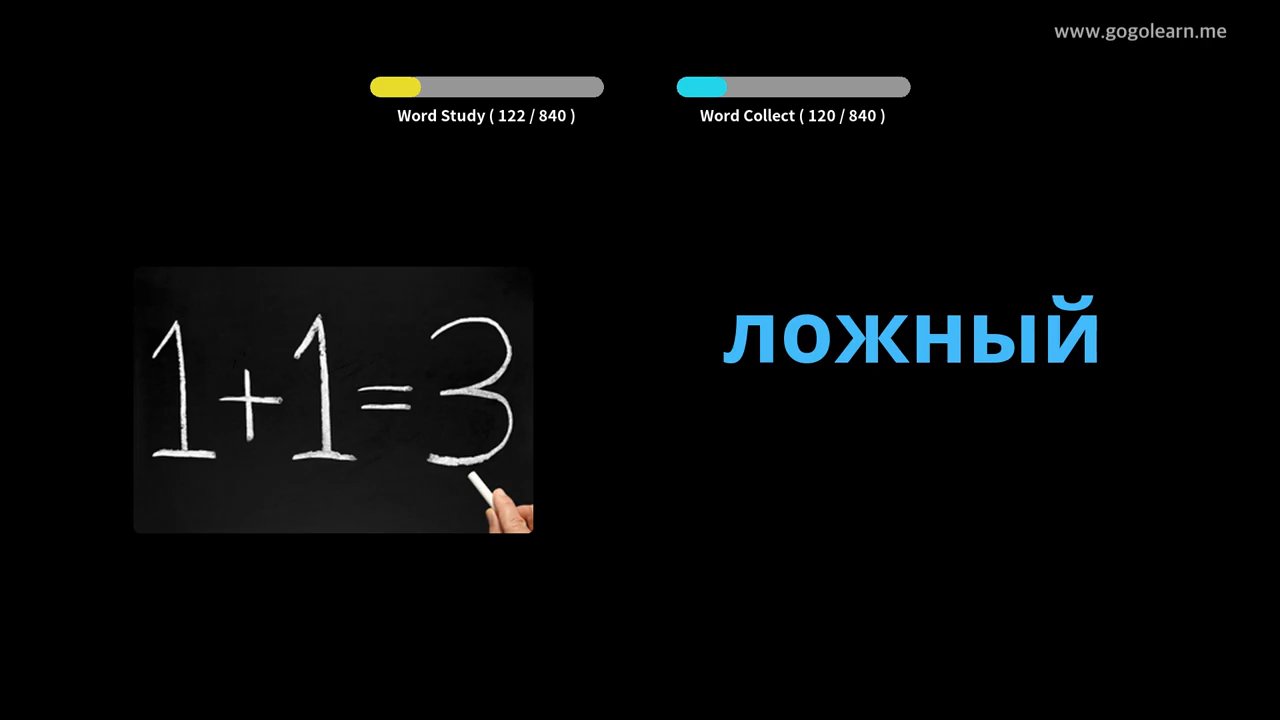 www.gogolearn.me
Word Study ( 122 / 840 )
Word Collect ( 120 / 840 )
1+1=3
ложный